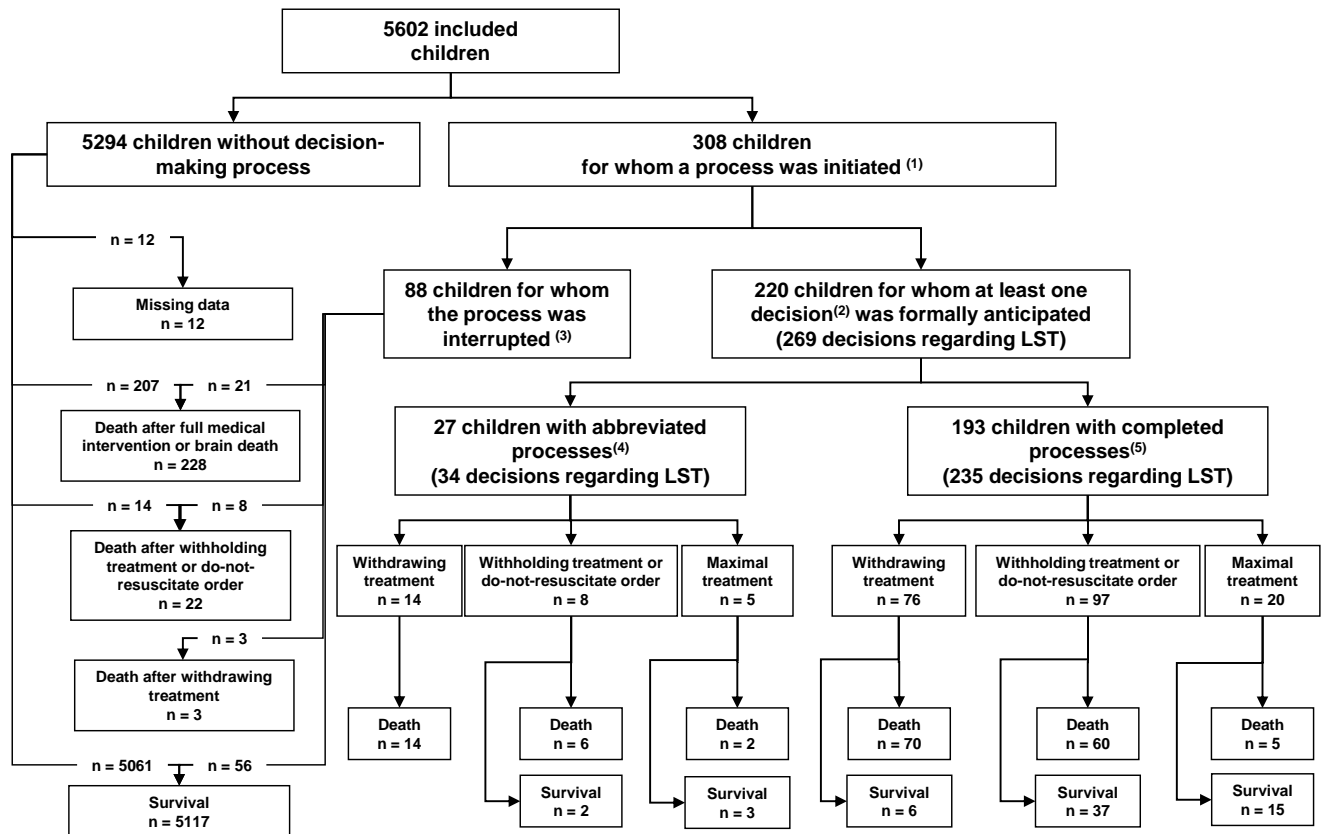 5602 included
children
5294 children without decision-
making process
308 children
for whom a process was initiated (1)
n = 12
Missing data
n = 12
88 children for whom
the process was
interrupted (3)
220 children for whom at least one
decision(2) was formally anticipated
(269 decisions regarding LST)
n = 207
n = 21
Death after full medical
intervention or brain death
n = 228
27 children with abbreviated
processes(4)
(34 decisions regarding LST)
193 children with completed
processes(5)
(235 decisions regarding LST)
n = 14
n = 8
Death after withholding
treatment or do-not-
resuscitate order
n = 22
Withdrawing
treatment
n = 14
Withholding treatment or
do-not-resuscitate order
n = 8
Maximal
treatment
n = 5
Withdrawing
treatment
n = 76
Withholding treatment or
do-not-resuscitate order
n = 97
Maximal
treatment
n = 20
n = 3
Death after withdrawing
treatment
n = 3
Death
n = 14
Death
n = 6
Death
n = 2
Death
n = 70
Death
n = 60
Death
n = 5
n = 5061
n = 56
Survival
n = 5117
Survival
n = 2
Survival
n = 3
Survival
n = 6
Survival
n = 37
Survival
n = 15